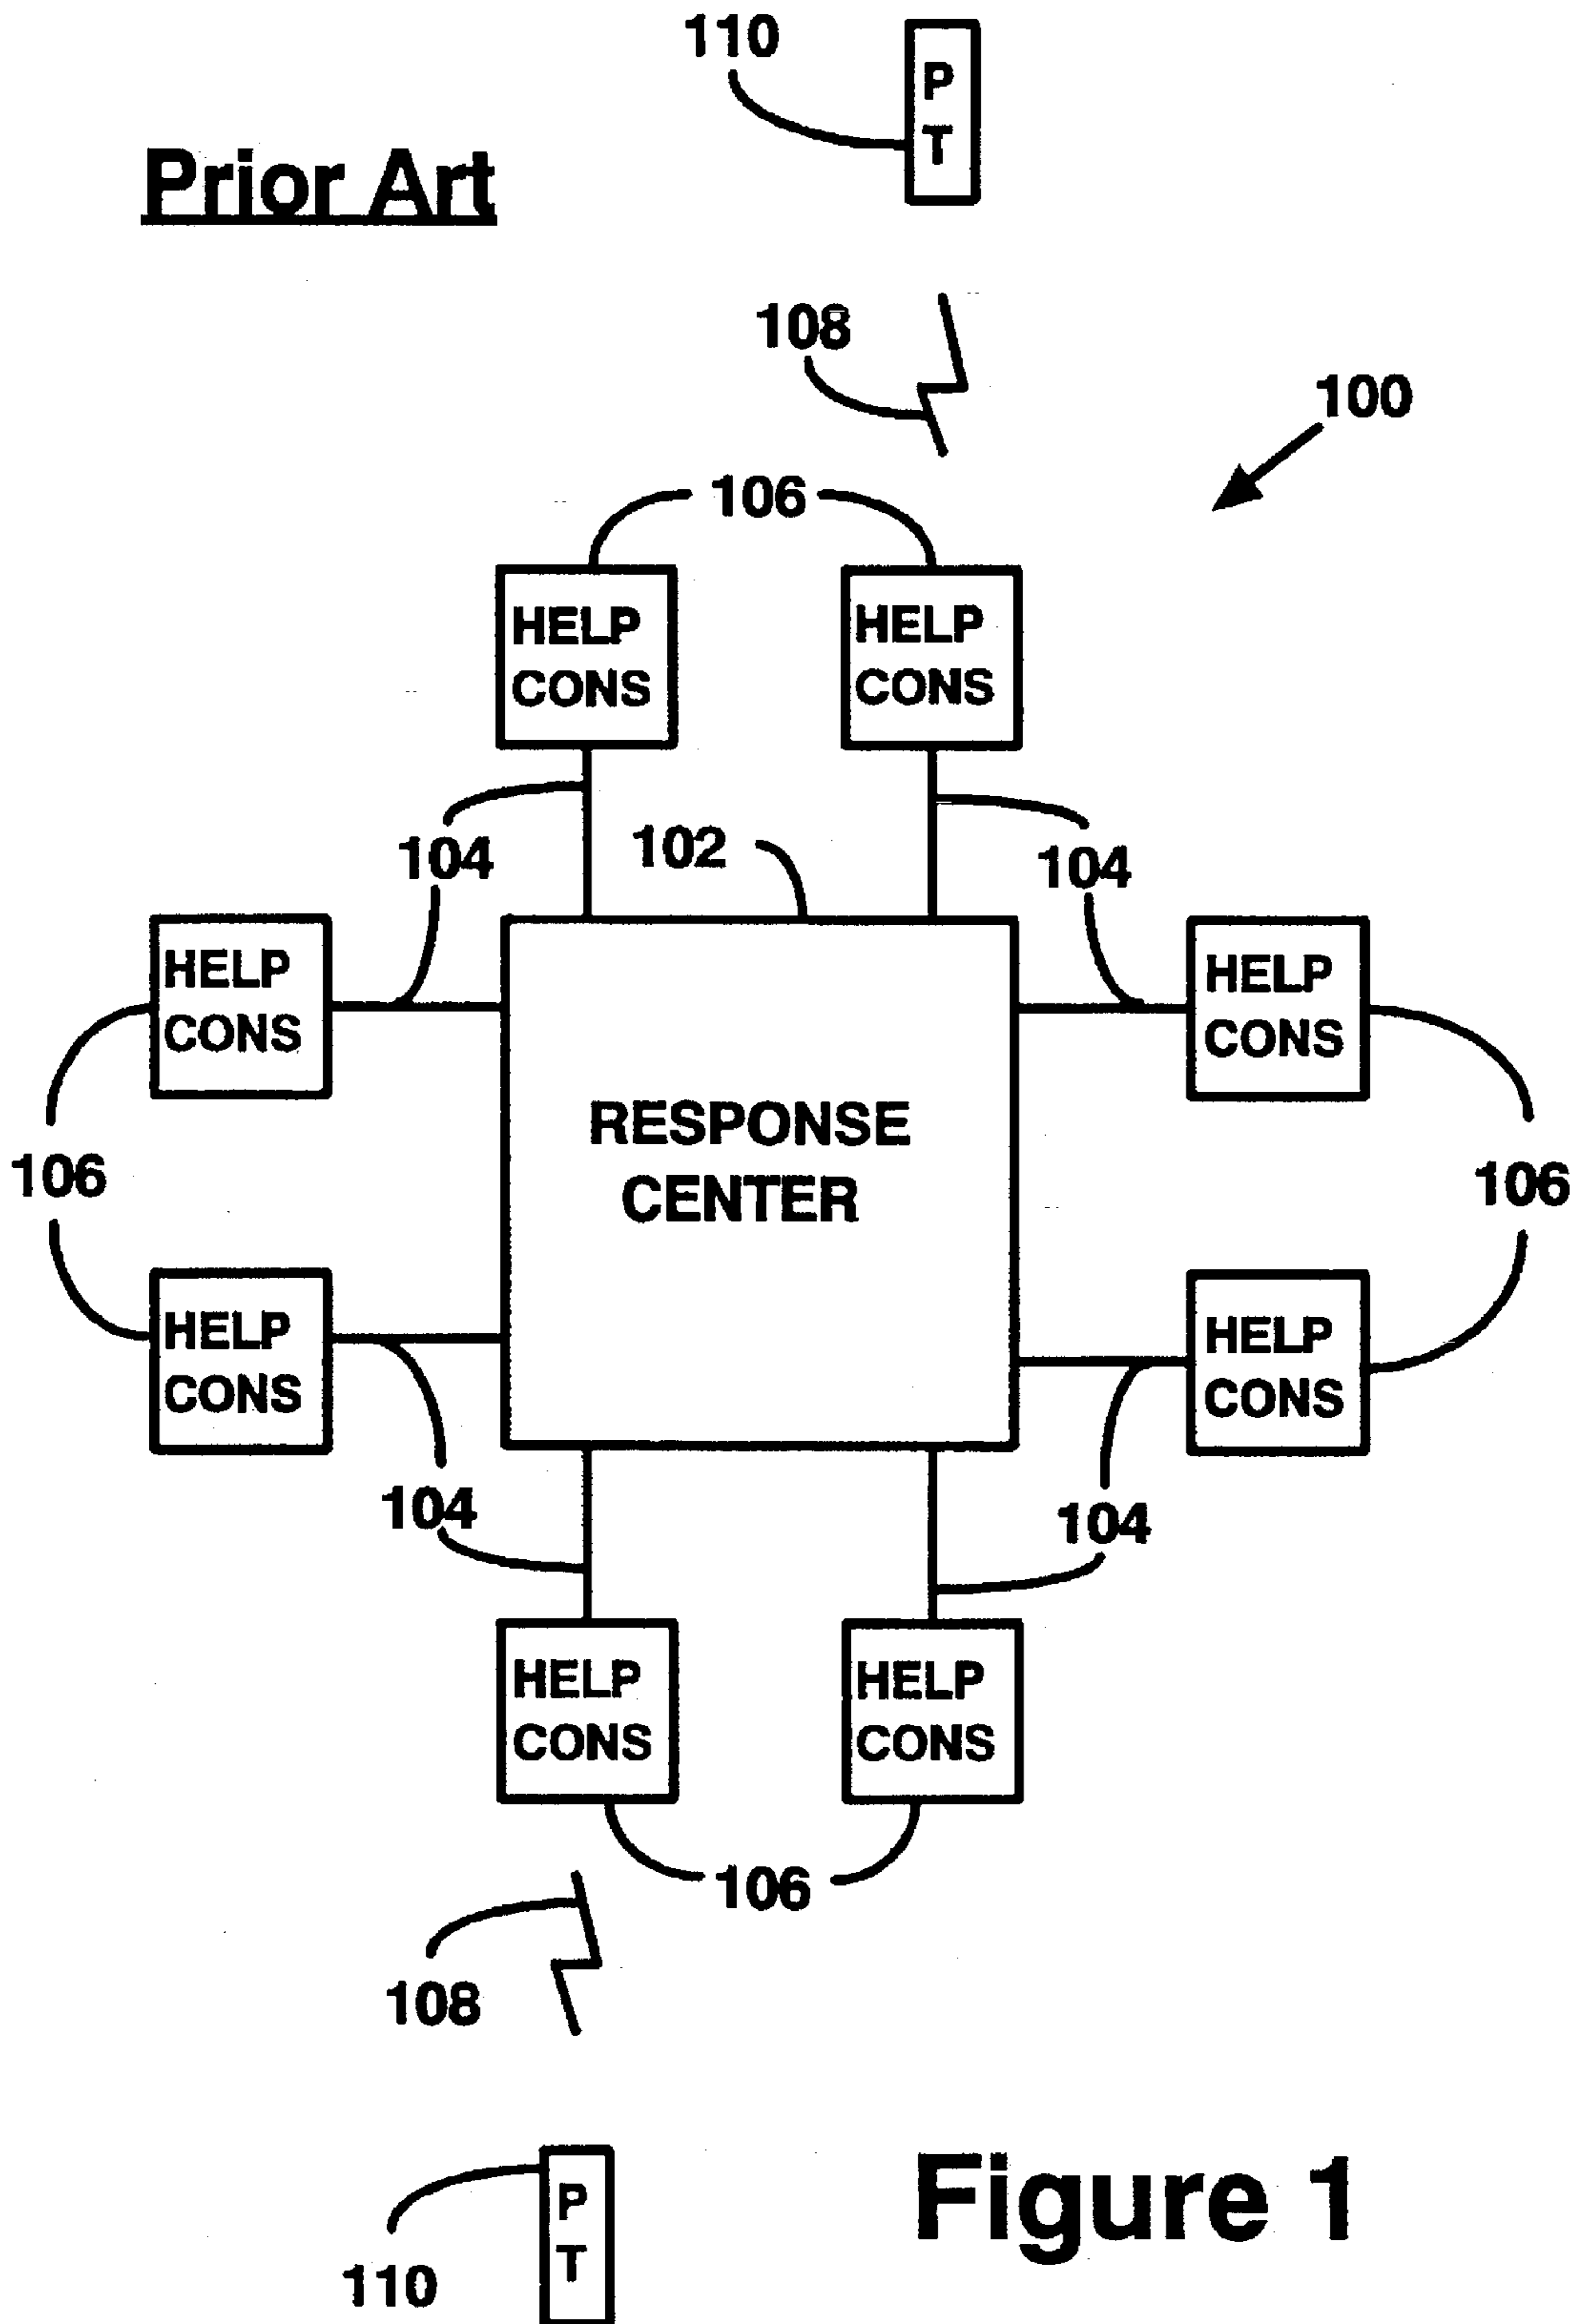 110
P
T
Prior Art
108
100
106
HELP
CONS
HELP
CONS
104
102
104
HELP
CONS
HELP
CONS
RESPONSE
CENTER
106
106
HELP
CONS
HELP
CONS
104
104
HELP
CONS
HELP
CONS
106
108
P
T
110
Figure 1